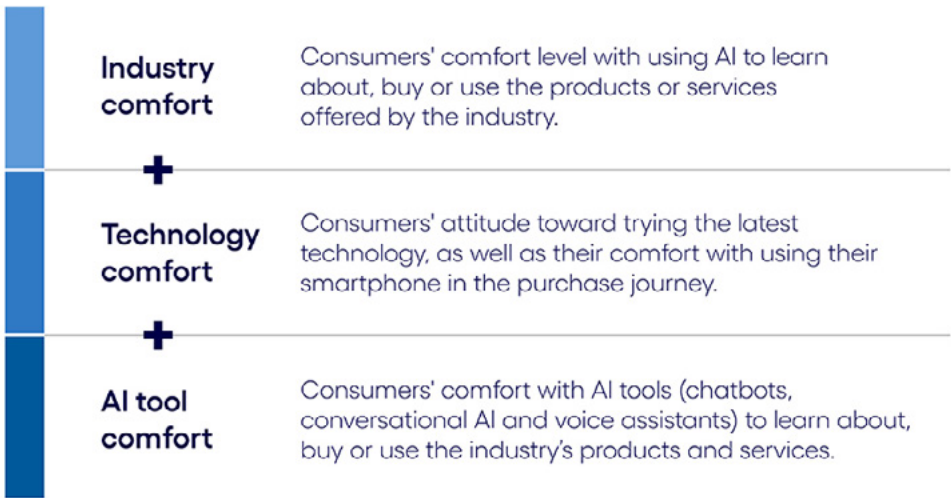 Industry
comfort
Consumers' comfort level with using AI to learn
about, buy or use the products or services
offered by the industry.
+
Technology
comfort
Consumers' attitude toward trying the latest
technology, as well as their comfort with using their
smartphone in the purchase journey.
+
AI tool
comfort
Consumers' comfort with AI tools (chatbots,
conversational AI and voice assistants) to learn about,
buy or use the industry’s products and services.